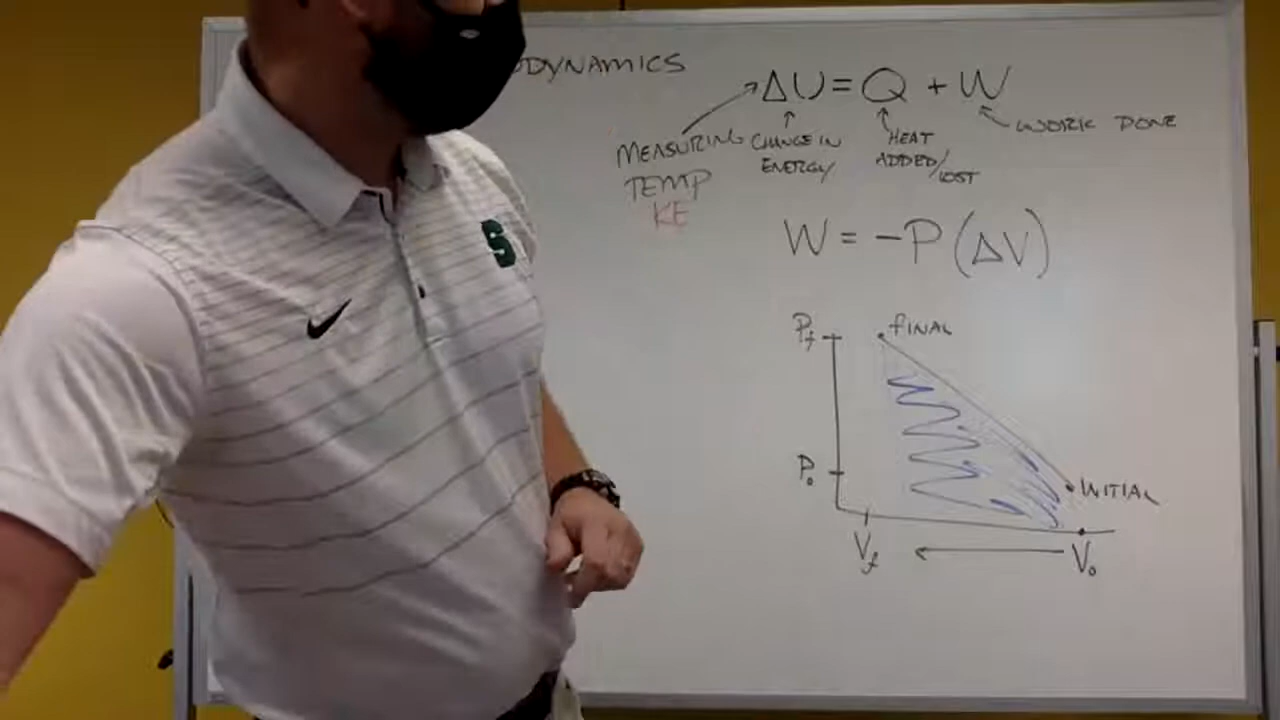 ODYNAMICS
ΔU = Q + W
MEASURING
TEMP
KE
CHANGE IN
ENERGY
HEAT
ADDED/
LOST
WORK DONE
W = -P(ΔV)
Pf
FINAL
P₀
INITIAL
Vf
V₀
S